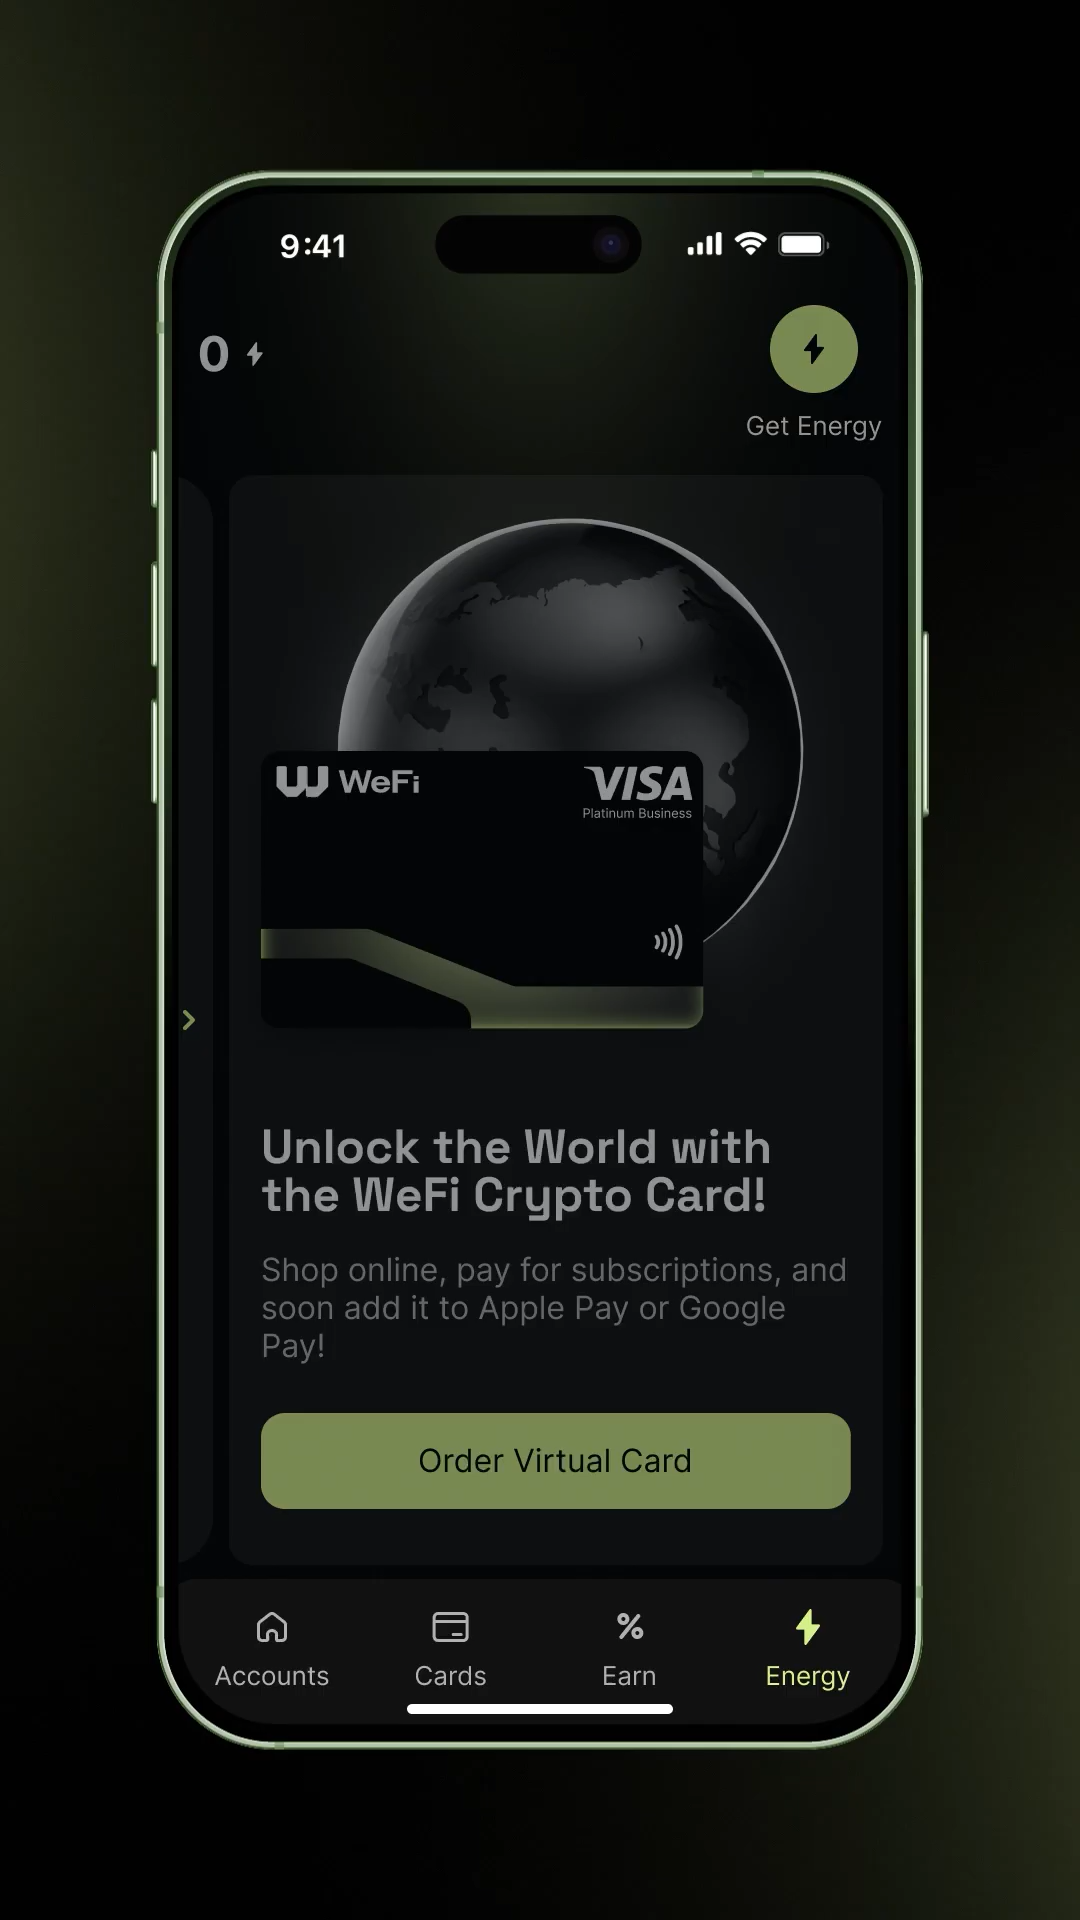 9:41
0
Get Energy
WeFi
VISA
Platinum Business
Unlock the World with
the WeFi Crypto Card!
Shop online, pay for subscriptions, and
soon add it to Apple Pay or Google
Pay!
Order Virtual Card
Accounts
Cards
Earn
Energy